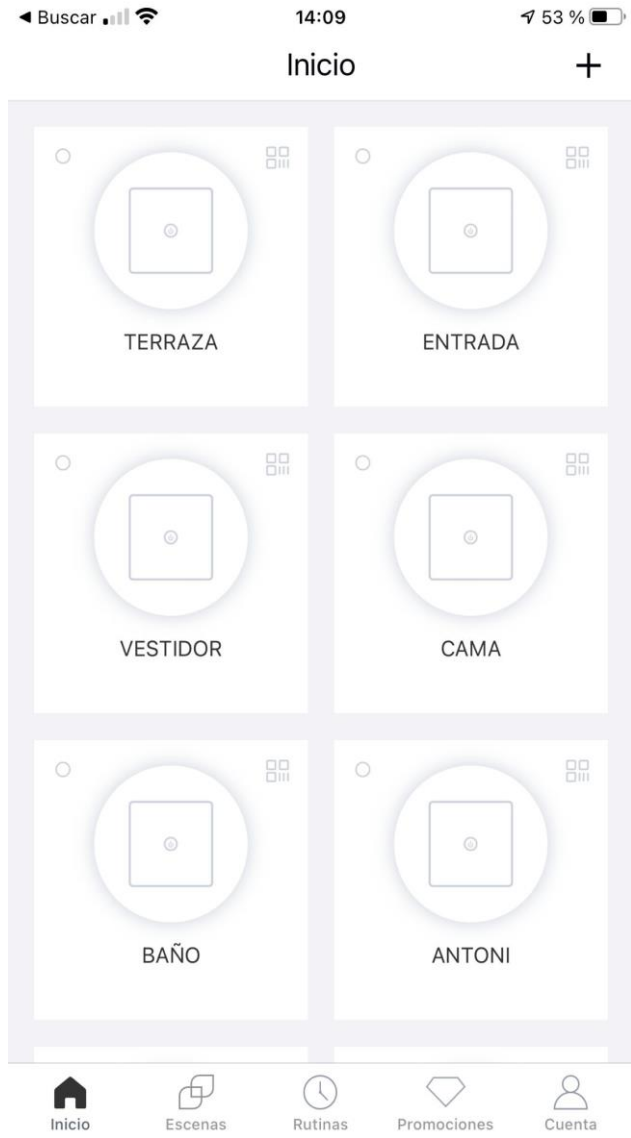 ◀ Buscar
14:09
53 %
Inicio
+
TERRAZA
ENTRADA
VESTIDOR
CAMA
BAÑO
ANTONI
Inicio
Escenas
Rutinas
Promociones
Cuenta